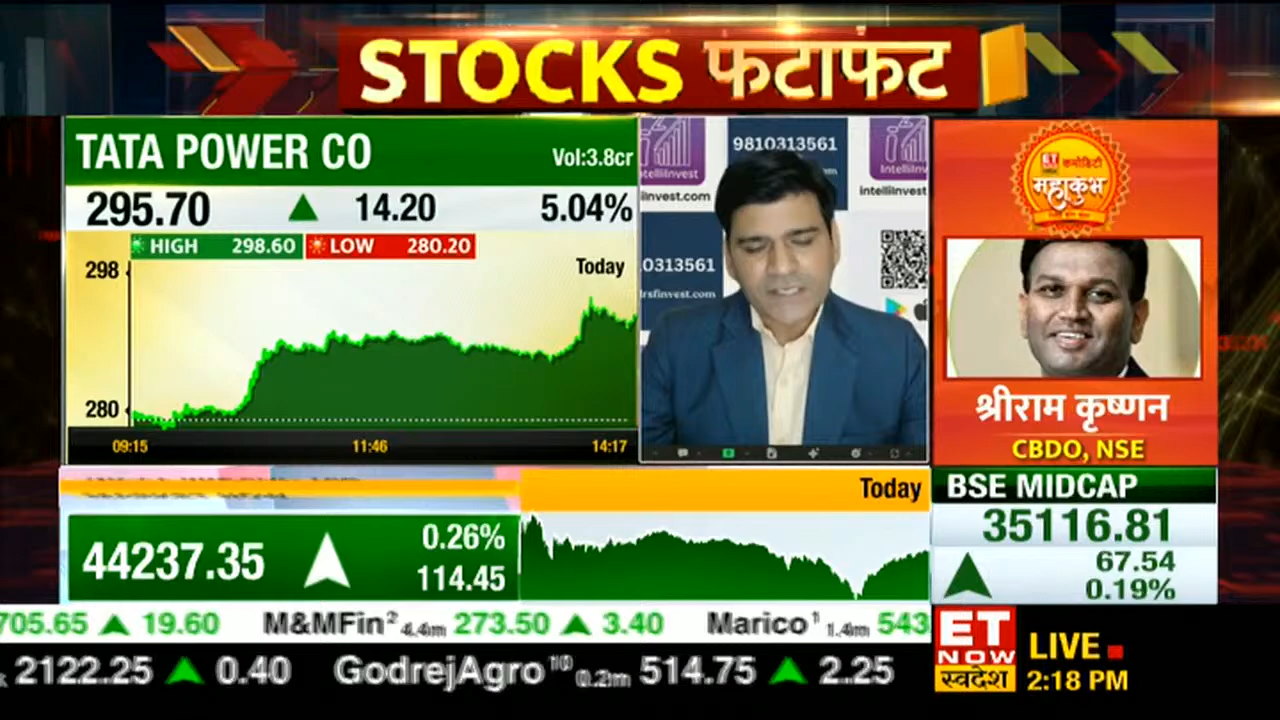 STOCKS फटाफट
TATA POWER CO
Vol:3.8cr
295.70 ▲ 14.20 5.04%
HIGH 298.60 LOW 280.20
298
Today
280
09:15 11:46 14:17
9810313561
IntelliInvest
intelliInvest.com
intelliInves
0313561
rsfinvest.com
ET कमोडिटी
महाकुंभ
श्रीराम कृष्णन
CBDO, NSE
Today
44237.35 ▲ 0.26%
114.45
BSE MIDCAP
35116.81
▲ 67.54
0.19%
705.65 ▲ 19.60 M&MFin² 4.4m 273.50 ▲ 3.40 Marico¹ 1.4m 543
2122.25 ▲ 0.40 GodrejAgro¹⁰ 0.2m 514.75 ▲ 2.25
ET
NOW
स्वदेश
LIVE
2:18 PM